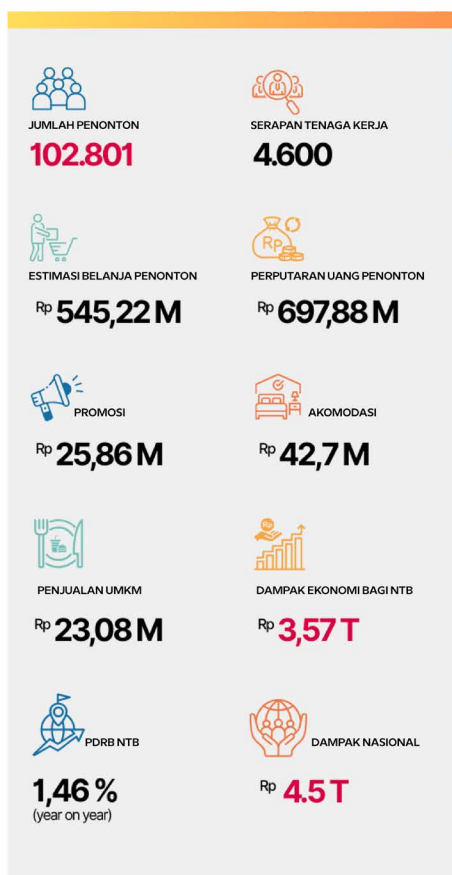 JUMLAH PENONTON
102.801
SERAPAN TENAGA KERJA
4.600
ESTIMASI BELANJA PENONTON
Rp 545,22 M
Rp
PERPUTARAN UANG PENONTON
Rp 697,88 M
PROMOSI
Rp 25,86 M
AKOMODASI
Rp 42,7 M
PENJUALAN UMKM
Rp 23,08 M
Rp
DAMPAK EKONOMI BAGI NTB
Rp 3,57 T
PDRB NTB
1,46 %
(year on year)
DAMPAK NASIONAL
Rp 4.5 T